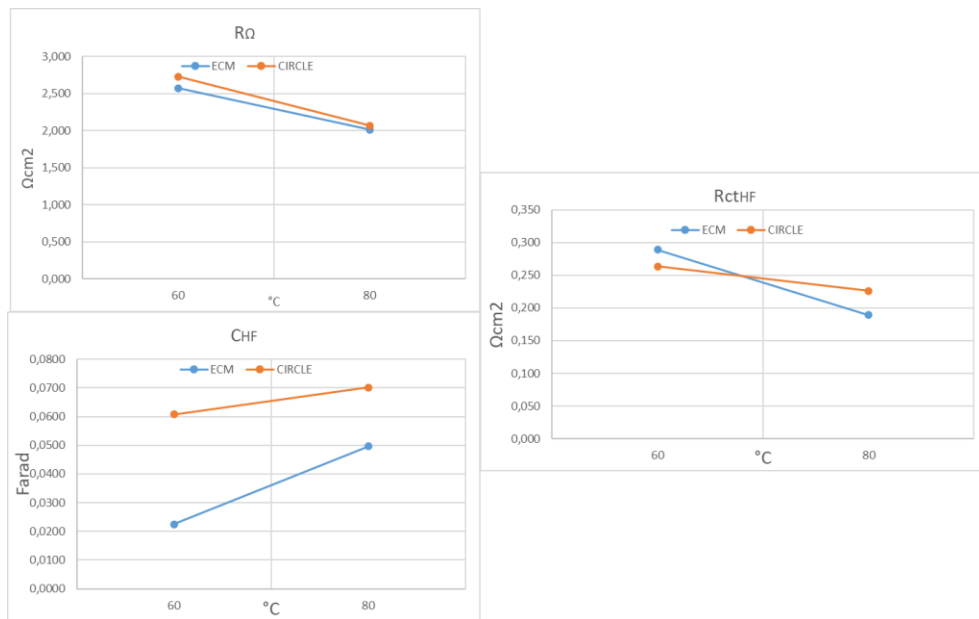 RΩ
ECM CIRCLE
3,000
2,500
2,000
1,500
1,000
0,500
0,000
Ωcm2
60 80
°C
RctHF
ECM CIRCLE
0,350
0,300
0,250
0,200
0,150
0,100
0,050
0,000
Ωcm2
60 80
°C
CHF
ECM CIRCLE
0,0800
0,0700
0,0600
0,0500
0,0400
0,0300
0,0200
0,0100
0,0000
Farad
60 80
°C